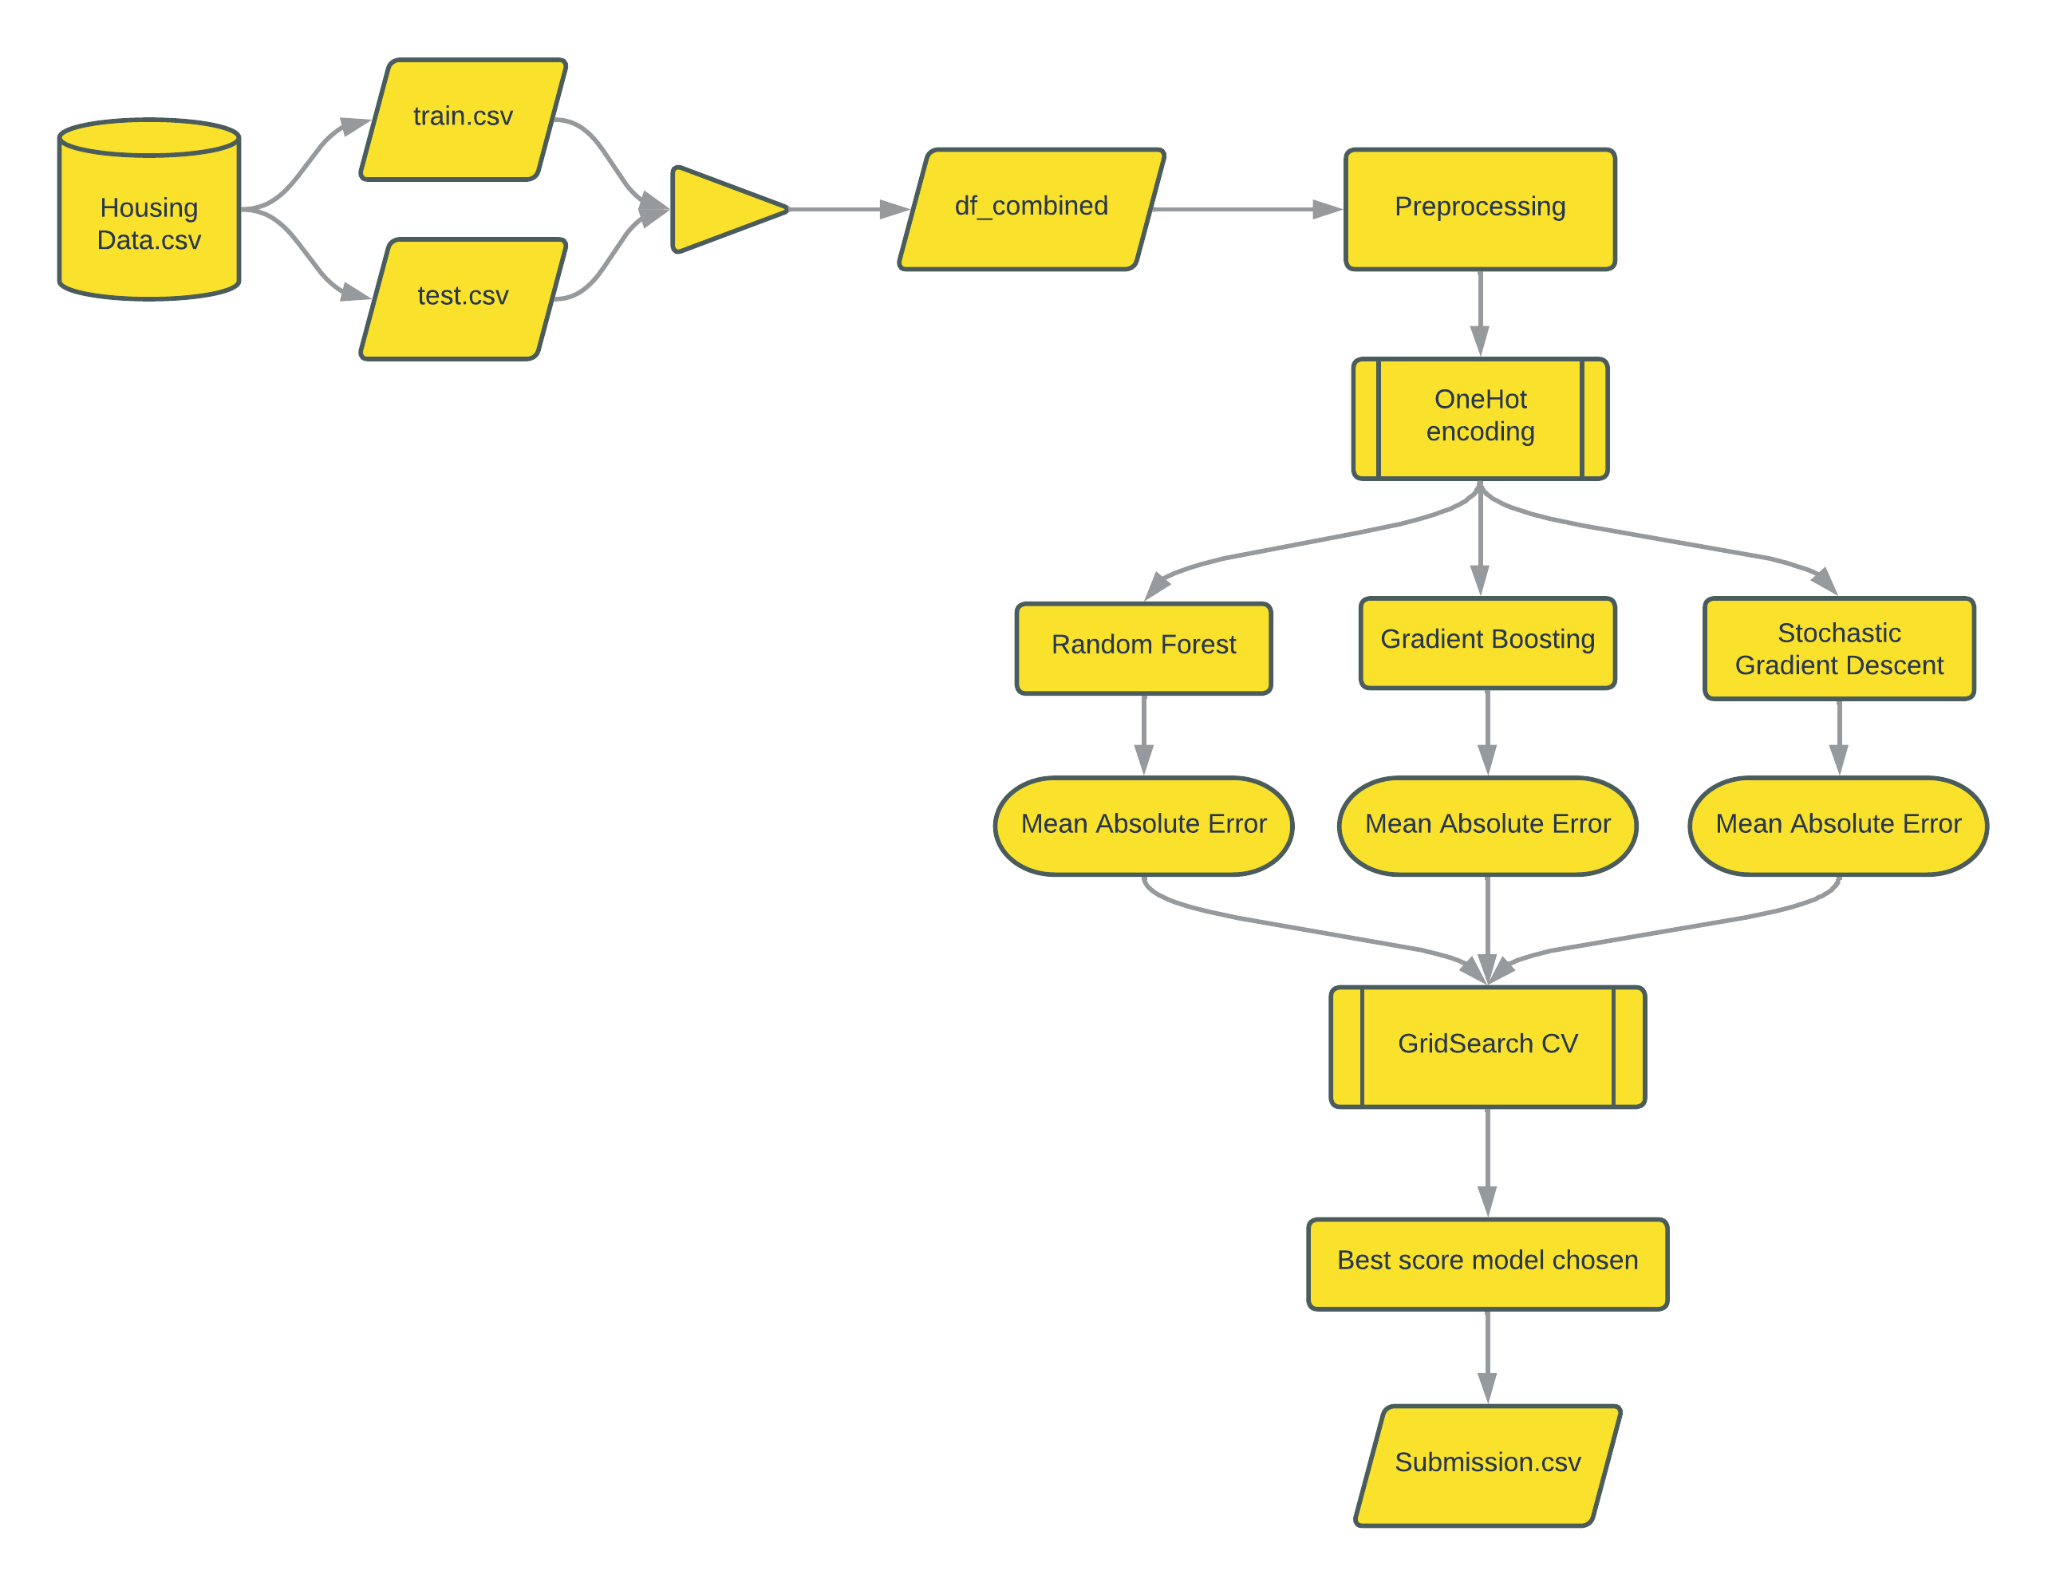 train.csv
Housing
Data.csv
test.csv
df_combined
Preprocessing
OneHot
encoding
Random Forest
Gradient Boosting
Stochastic
Gradient Descent
Mean Absolute Error
Mean Absolute Error
Mean Absolute Error
GridSearch CV
Best score model chosen
Submission.csv